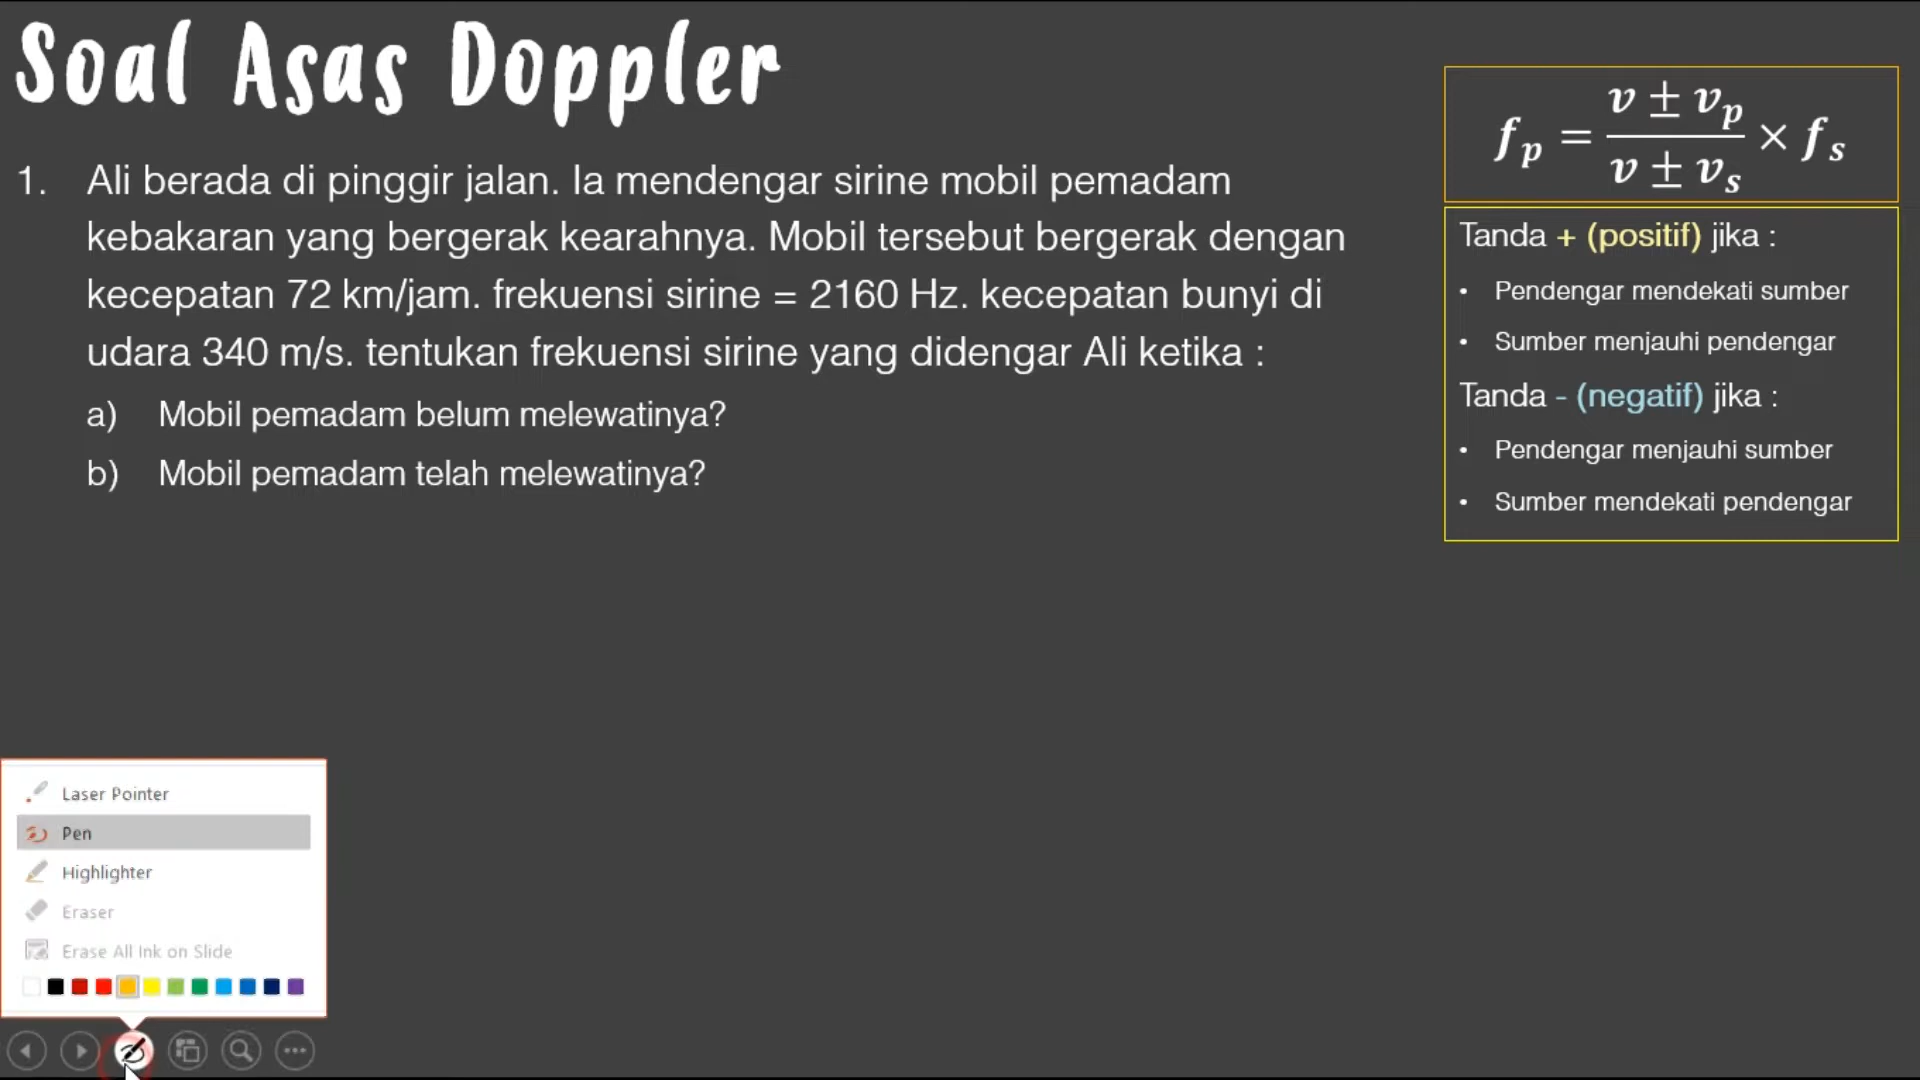 Soal Asas Doppler
1. Ali berada di pinggir jalan. Ia mendengar sirine mobil pemadam
kebakaran yang bergerak kearahnya. Mobil tersebut bergerak dengan
kecepatan 72 km/jam. frekuensi sirine = 2160 Hz. kecepatan bunyi di
udara 340 m/s. tentukan frekuensi sirine yang didengar Ali ketika :
a) Mobil pemadam belum melewatinya?
b) Mobil pemadam telah melewatinya?
f_p = (v ± v_p) / (v ± v_s) × f_s
Tanda + (positif) jika :
• Pendengar mendekati sumber
• Sumber menjauhi pendengar
Tanda - (negatif) jika :
• Pendengar menjauhi sumber
• Sumber mendekati pendengar
Laser Pointer
Pen
Highlighter
Eraser
Erase All Ink on Slide